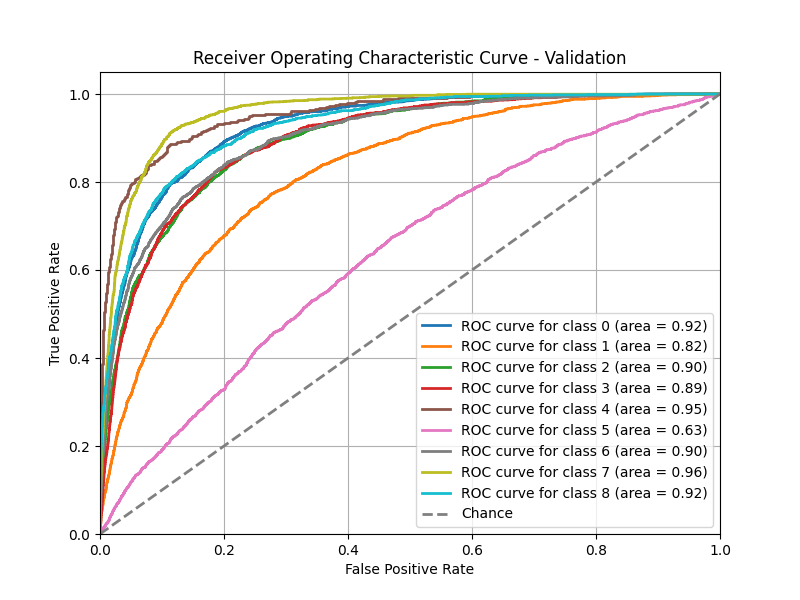 Receiver Operating Characteristic Curve - Validation
True Positive Rate
1.0
0.8
0.6
0.4
0.2
0.0
ROC curve for class 0 (area = 0.92)
ROC curve for class 1 (area = 0.82)
ROC curve for class 2 (area = 0.90)
ROC curve for class 3 (area = 0.89)
ROC curve for class 4 (area = 0.95)
ROC curve for class 5 (area = 0.63)
ROC curve for class 6 (area = 0.90)
ROC curve for class 7 (area = 0.96)
ROC curve for class 8 (area = 0.92)
Chance
0.0 0.2 0.4 0.6 0.8 1.0
False Positive Rate